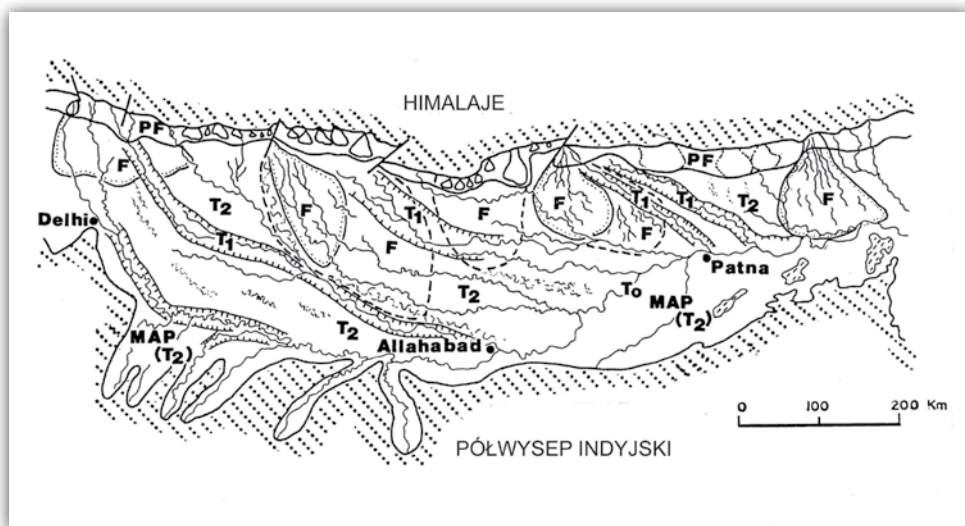 HIMALAJE
PF
PF
F
F
F
F
F
F
F
T2
T1
T1
T1
T1
T2
Delhi
Patna
T0
MAP
(T2)
T2
T2
MAP
(T2)
Allahabad
0 100 200 Km
PÓŁWYSEP INDYJSKI